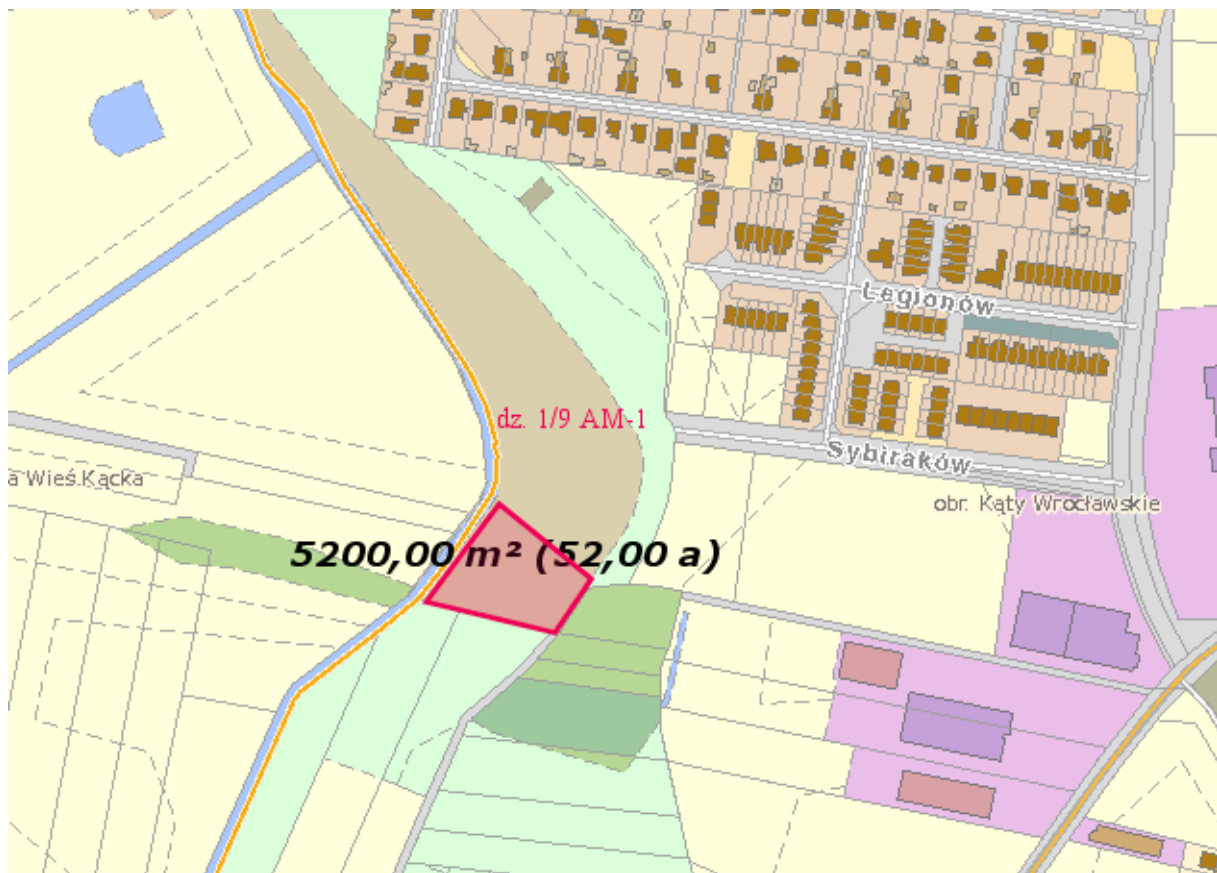 Legionów
dz. 1/9 AM-1
Sybiraków
a Wieś.Kącka
obr. Kąty Wrocławskie
5200,00 m² (52,00 a)